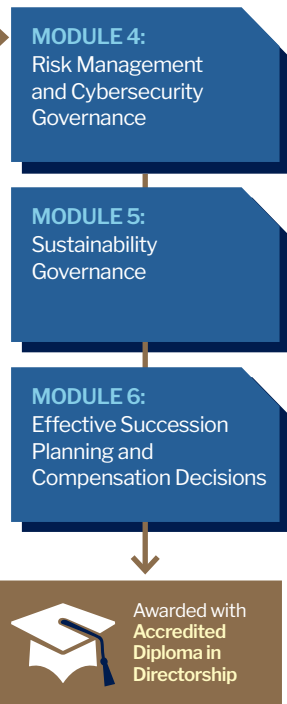 MODULE 4:
Risk Management
and Cybersecurity
Governance
MODULE 5:
Sustainability
Governance
MODULE 6:
Effective Succession
Planning and
Compensation Decisions
Awarded with
Accredited
Diploma in
Directorship